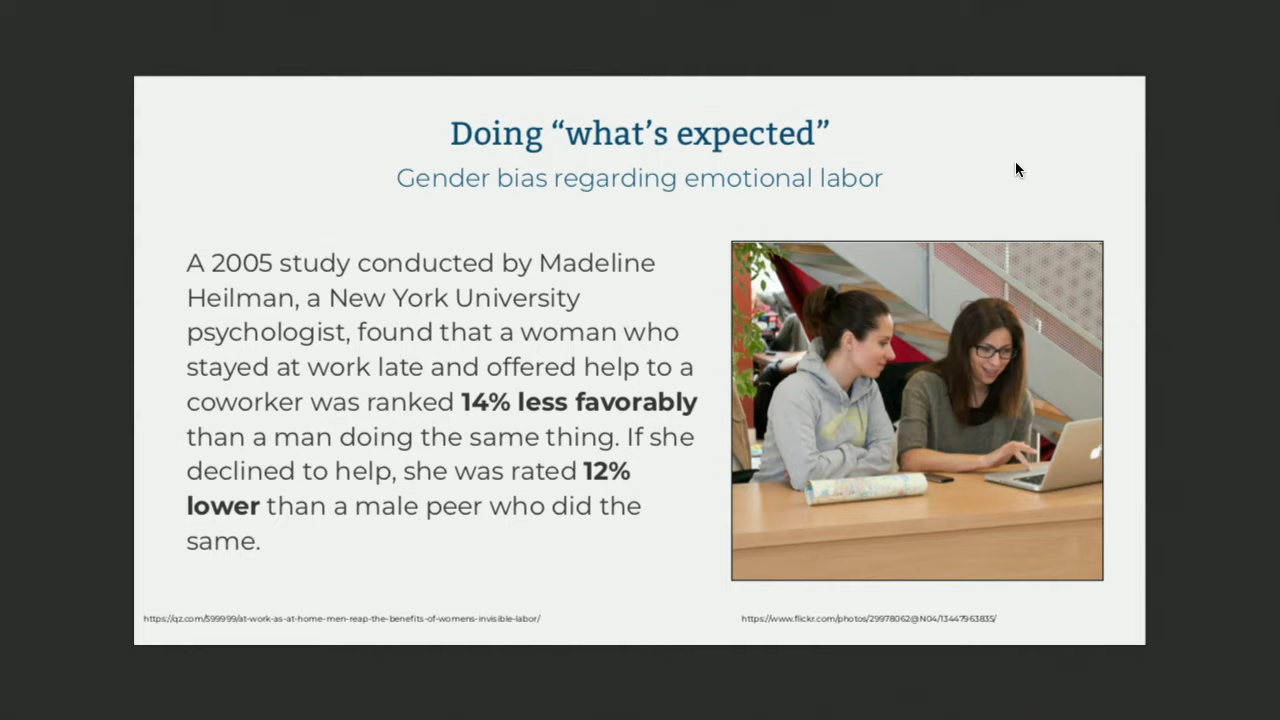 Doing “what’s expected”
Gender bias regarding emotional labor
A 2005 study conducted by Madeline
Heilman, a New York University
psychologist, found that a woman who
stayed at work late and offered help to a
coworker was ranked 14% less favorably
than a man doing the same thing. If she
declined to help, she was rated 12%
lower than a male peer who did the
same.
https://qz.com/599999/at-work-as-at-home-men-reap-the-benefits-of-womens-invisible-labor/
https://www.flickr.com/photos/29978062@N04/13447963835/